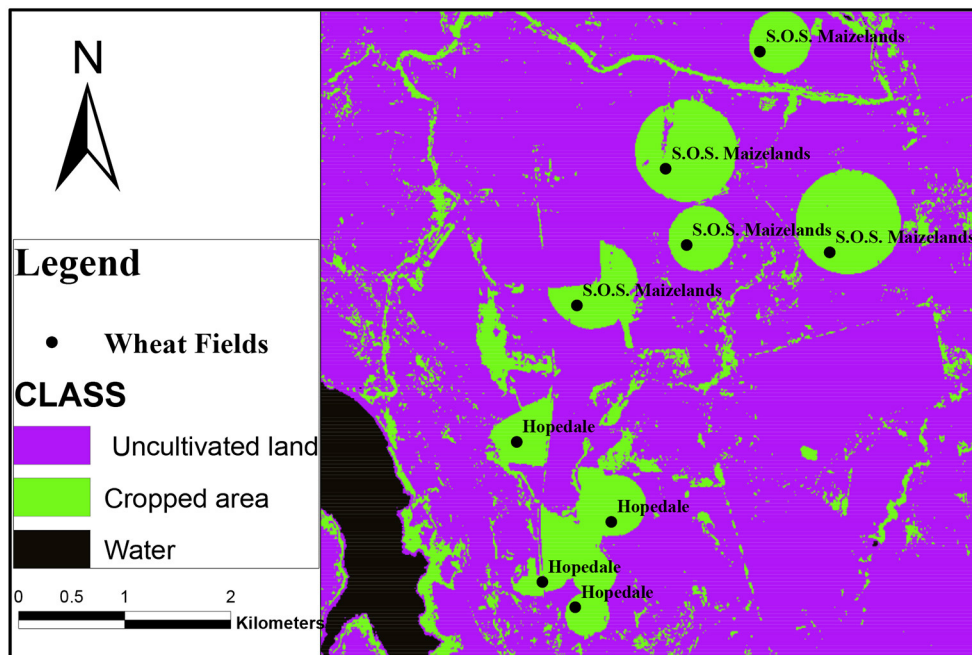 N
Legend
Wheat Fields
CLASS
Uncultivated land
Cropped area
Water
0 0.5 1 2
Kilometers
S.O.S. Maizelands
S.O.S. Maizelands
S.O.S. Maizelands
S.O.S. Maizelands
S.O.S. Maizelands
Hopedale
Hopedale
Hopedale
Hopedale